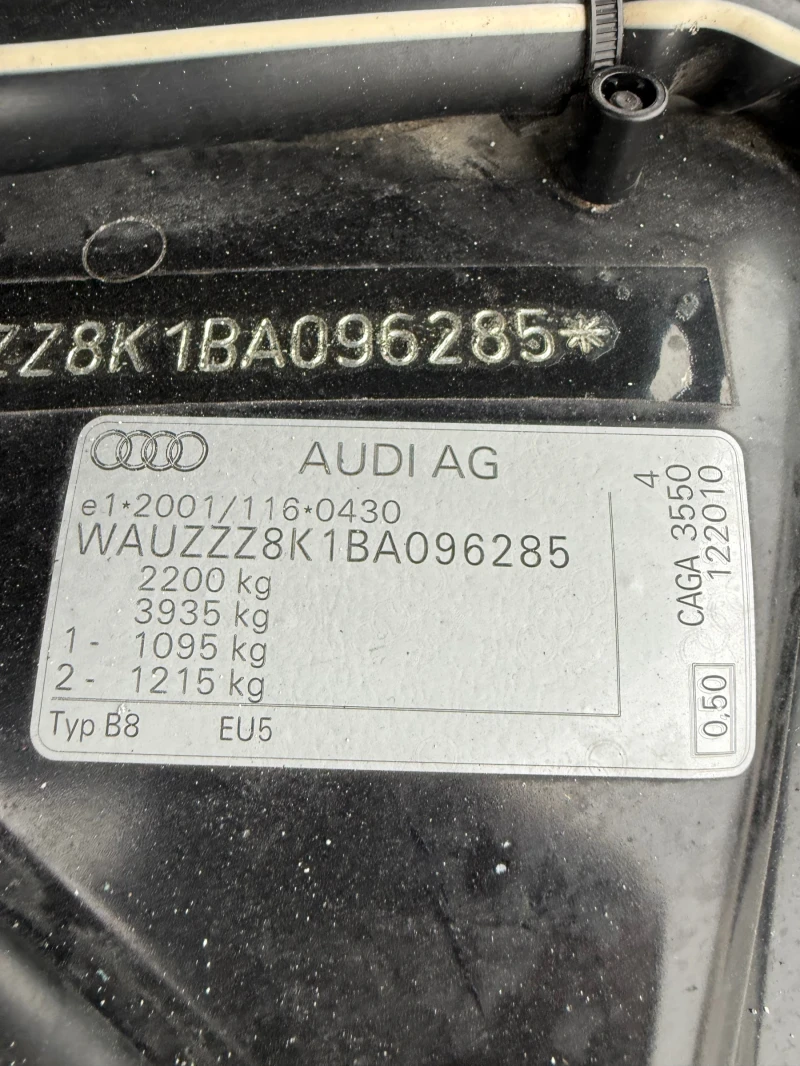 ZZ8K1BA096285*
AUDI AG
e1*2001/116*0430
WAUZZZ8K1BA096285
2200 kg
3935 kg
1- 1095 kg
2- 1215 kg
Typ B8 EU5
4
CAGA 3550
122010
0,50